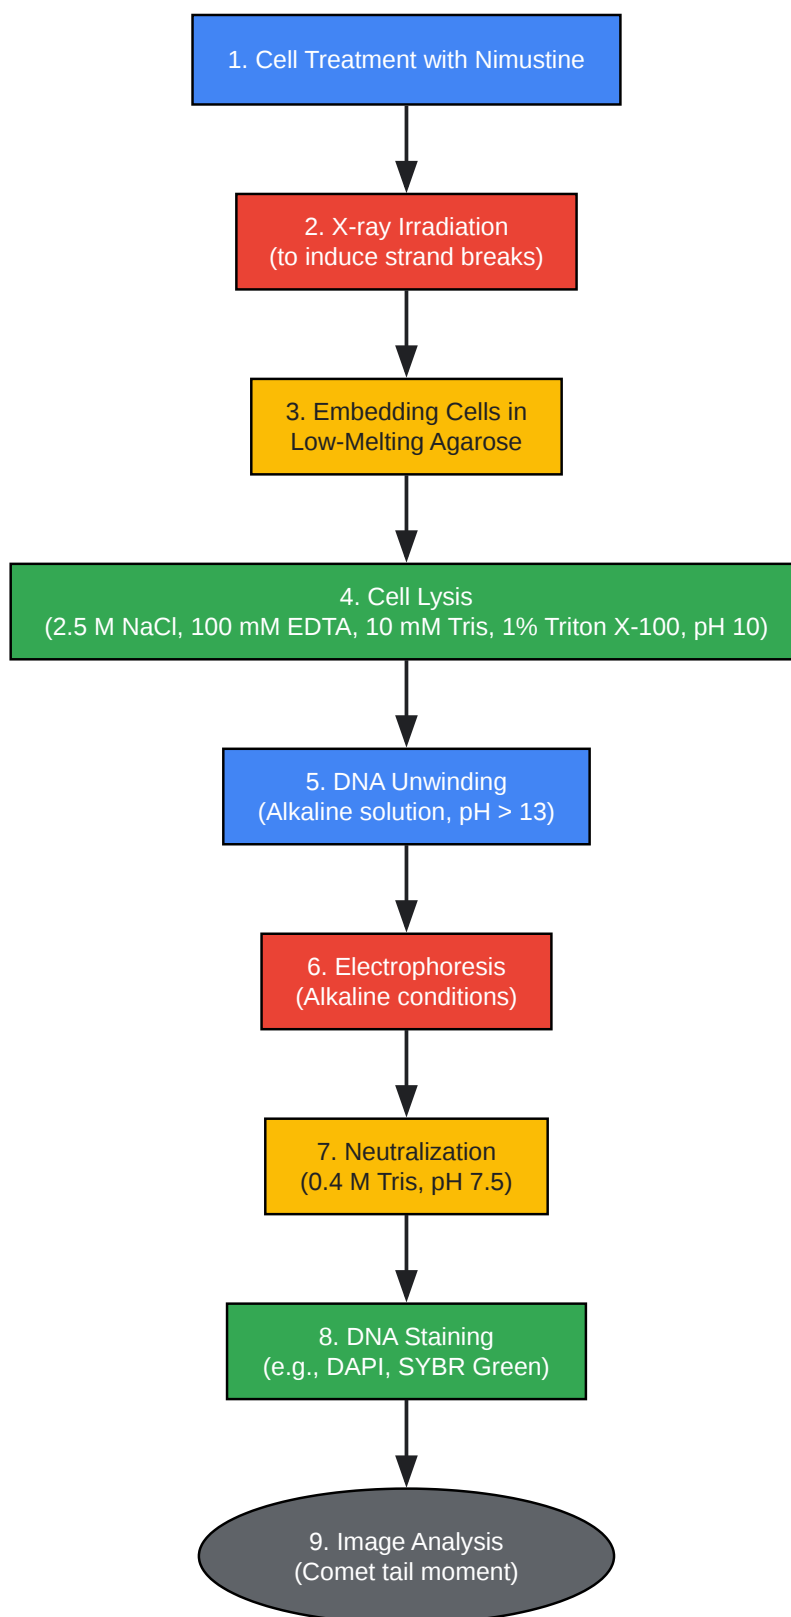 1. Cell Treatment with Nimustine
2. X-ray Irradiation
(to induce strand breaks)
3. Embedding Cells in
Low-Melting Agarose
4. Cell Lysis
(2.5 M NaCl, 100 mM EDTA, 10 mM Tris, 1% Triton X-100, pH 10)
5. DNA Unwinding
(Alkaline solution, pH > 13)
6. Electrophoresis
(Alkaline conditions)
7. Neutralization
(0.4 M Tris, pH 7.5)
8. DNA Staining
(e.g., DAPI, SYBR Green)
9. Image Analysis
(Comet tail moment)